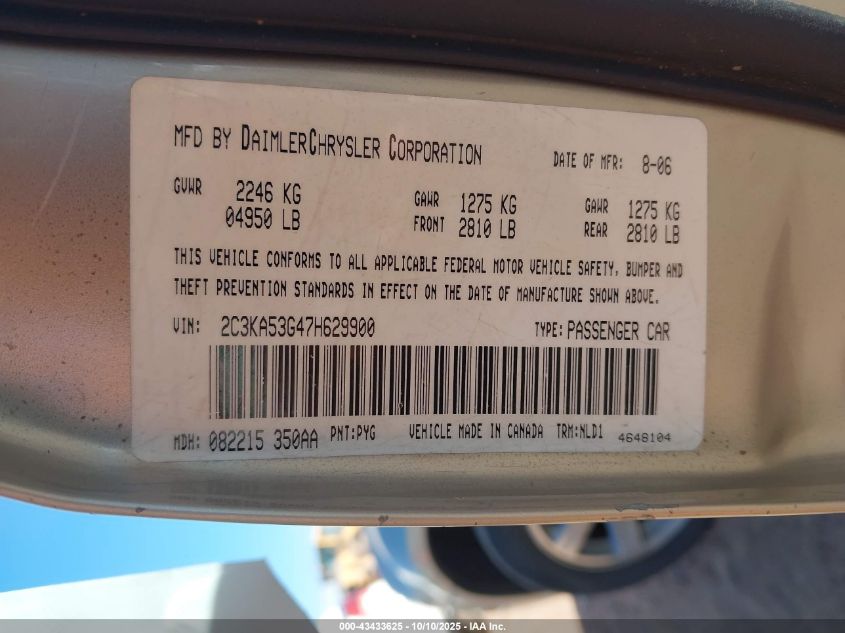 MFD BY DAIMLERCHRYSLER CORPORATION DATE OF MFR: 8-06
GVWR 2246 KG GAWR 1275 KG GAWR 1275 KG
04950 LB FRONT 2810 LB REAR 2810 LB
THIS VEHICLE CONFORMS TO ALL APPLICABLE FEDERAL MOTOR VEHICLE SAFETY, BUMPER AND
THEFT PREVENTION STANDARDS IN EFFECT ON THE DATE OF MANUFACTURE SHOWN ABOVE.
VIN: 2C3KA53G47H629900 TYPE: PASSENGER CAR
MDH: 082215 350AA PNT:PYG VEHICLE MADE IN CANADA TRM:NLD1 4648104
000-43433625 - 10/10/2025 - IAA Inc.